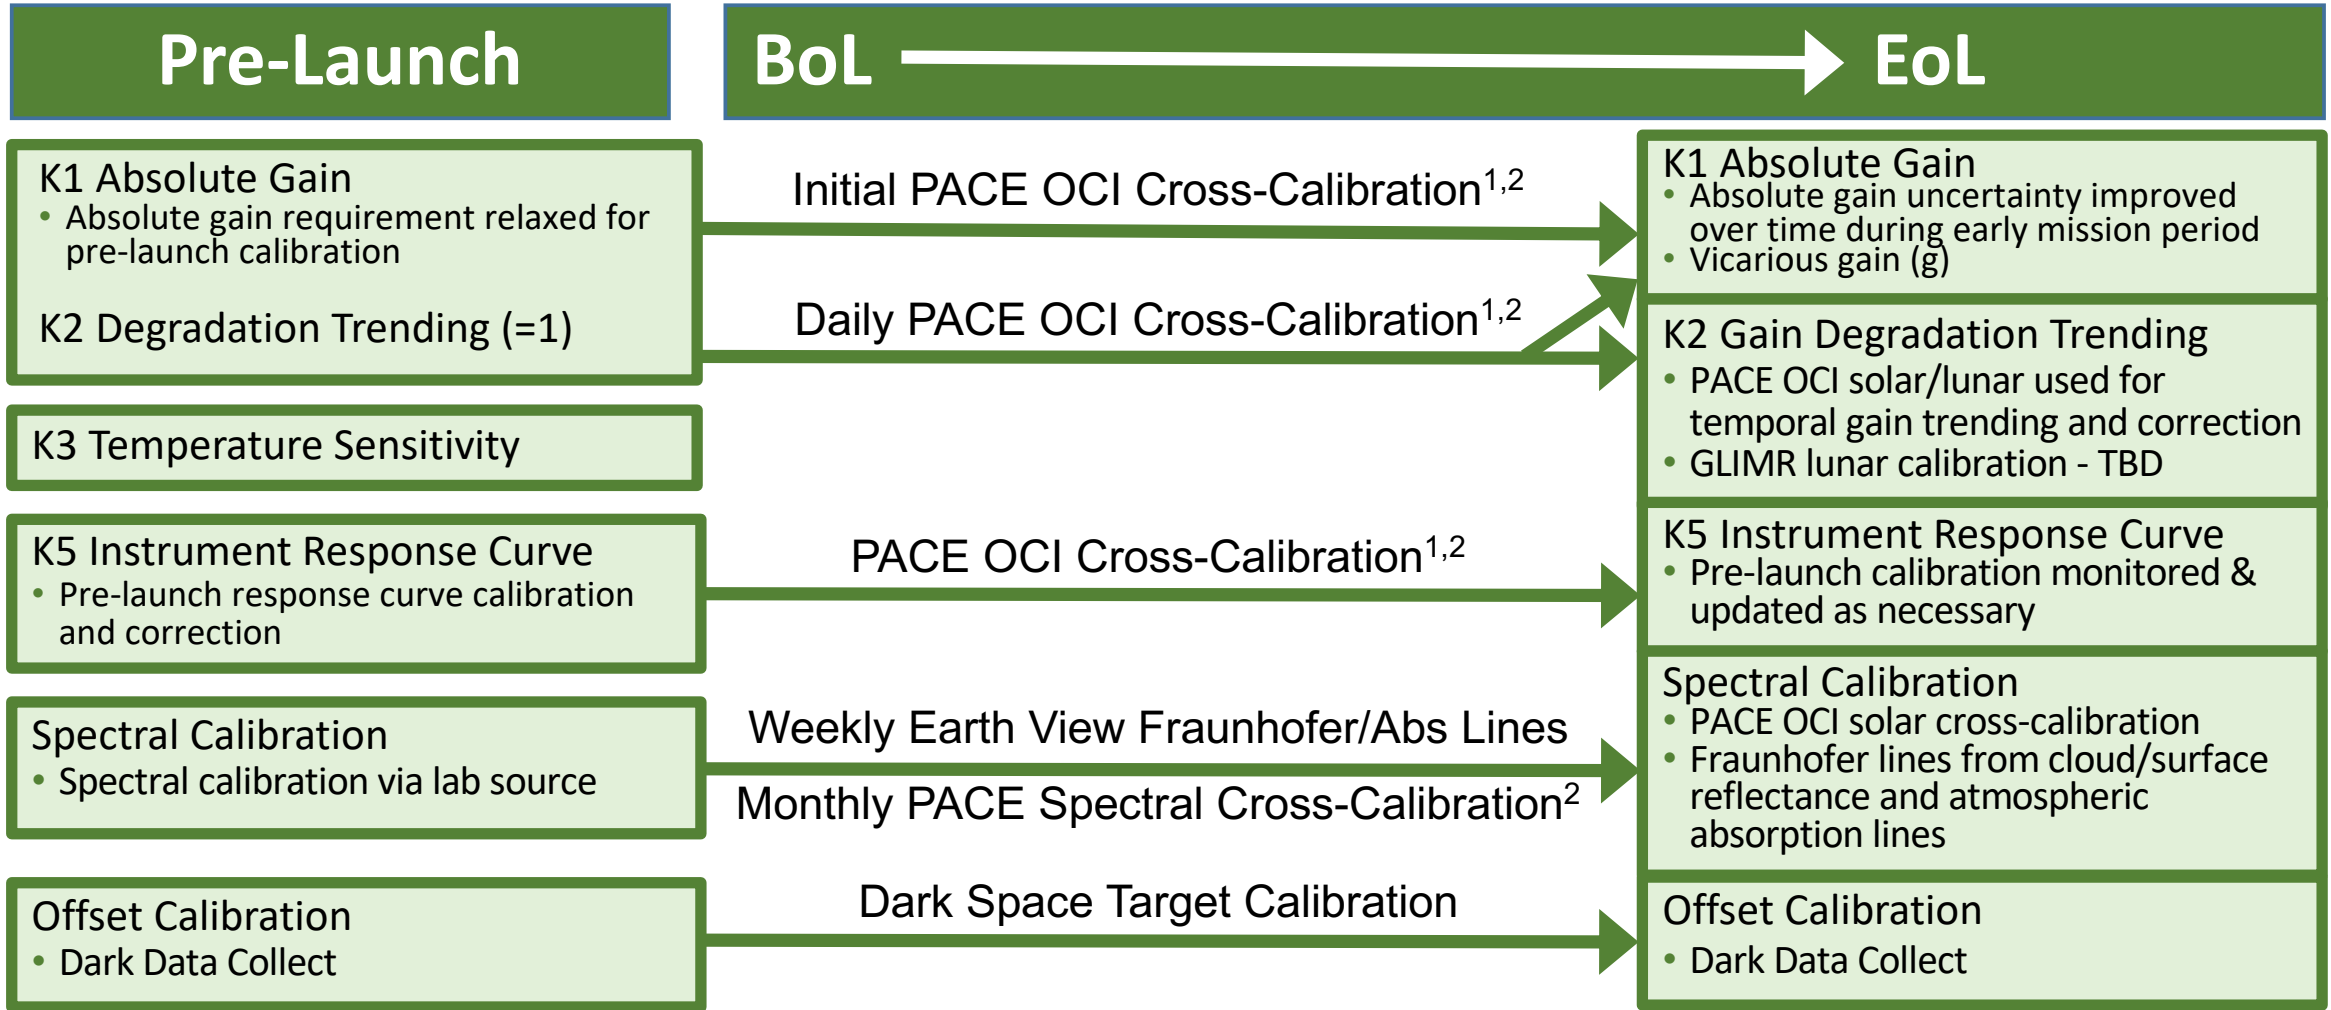 Pre-Launch
BoL
EoL
K1 Absolute Gain
• Absolute gain requirement relaxed for
pre-launch calibration
K2 Degradation Trending (=1)
K3 Temperature Sensitivity
K5 Instrument Response Curve
• Pre-launch response curve calibration
and correction
Spectral Calibration
• Spectral calibration via lab source
Offset Calibration
• Dark Data Collect
Initial PACE OCI Cross-Calibration1,2
Daily PACE OCI Cross-Calibration1,2
PACE OCI Cross-Calibration1,2
Weekly Earth View Fraunhofer/Abs Lines
Monthly PACE Spectral Cross-Calibration2
Dark Space Target Calibration
K1 Absolute Gain
• Absolute gain uncertainty improved
over time during early mission period
• Vicarious gain (g)
K2 Gain Degradation Trending
• PACE OCI solar/lunar used for
temporal gain trending and correction
• GLIMR lunar calibration - TBD
K5 Instrument Response Curve
• Pre-launch calibration monitored &
updated as necessary
Spectral Calibration
• PACE OCI solar cross-calibration
• Fraunhofer lines from cloud/surface
reflectance and atmospheric
absorption lines
Offset Calibration
• Dark Data Collect